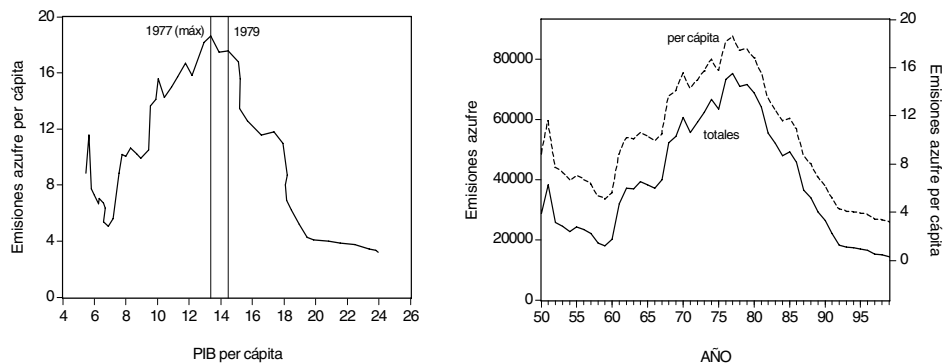 20
16
12
8
4
0
Emisiones azufre per cápita
1977 (máx)
1979
4 6 8 10 12 14 16 18 20 22 24 26
PIB per cápita
80000
60000
40000
20000
0
Emisiones azufre
per cápita
totales
20
16
12
8
4
0
Emisiones azufre per cápita
50 55 60 65 70 75 80 85 90 95
AÑO